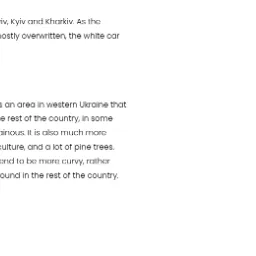 iv, Kyiv and Kharkiv. As the
ostly overwritten, the white car
s an area in western Ukraine that
e rest of the country, in some
ainous. It is also much more
ulture, and a lot of pine trees.
end to be more curvy, rather
ound in the rest of the country.